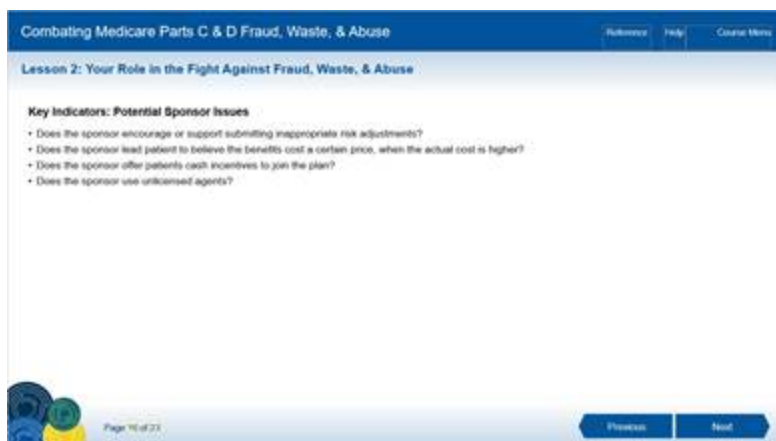 Combating Medicare Parts C & D Fraud, Waste, & Abuse
Reference Help Course Menu
Lesson 2: Your Role in the Fight Against Fraud, Waste, & Abuse
Key Indicators: Potential Sponsor Issues
• Does the sponsor encourage or support submitting inappropriate risk adjustments?
• Does the sponsor lead patient to believe the benefits cost a certain price, when the actual cost is higher?
• Does the sponsor offer patients cash incentives to join the plan?
• Does the sponsor use unlicensed agents?
Page of 23
Previous Next